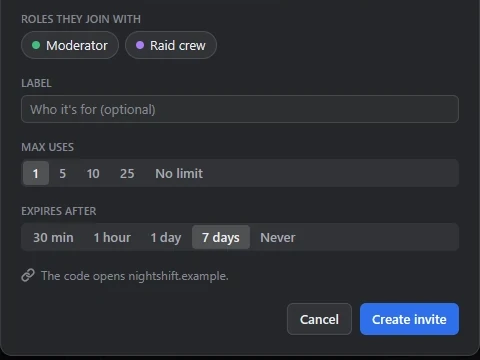 ROLES THEY JOIN WITH
Moderator Raid crew
LABEL
Who it's for (optional)
MAX USES
1 5 10 25 No limit
EXPIRES AFTER
30 min 1 hour 1 day 7 days Never
The code opens nightshift.example.
Cancel Create invite